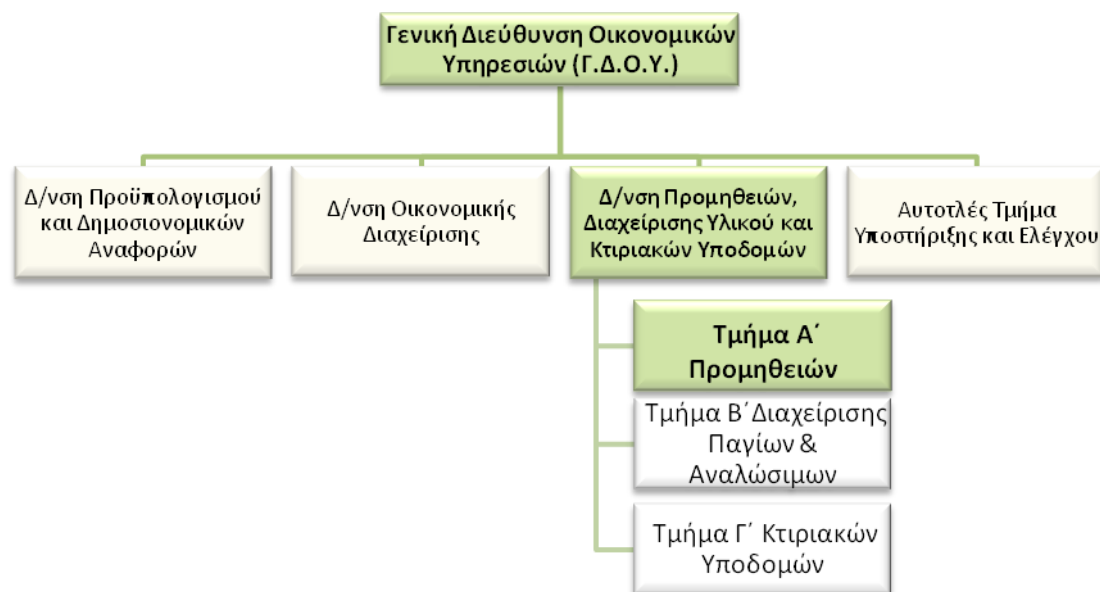 Γενική Διεύθυνση Οικονομικών
Υπηρεσιών (Γ.Δ.Ο.Υ.)
Δ/νση Προϋπολογισμού
και Δημοσιονομικών
Αναφορών
Δ/νση Οικονομικής
Διαχείρισης
Δ/νση Προμηθειών,
Διαχείρισης Υλικού και
Κτιριακών Υποδομών
Αυτοτλές Τμήμα
Υποστήριξης και Ελέγχου
Τμήμα Α΄
Προμηθειών
Τμήμα Β΄ Διαχείρισης
Παγίων &
Αναλώσιμων
Τμήμα Γ΄ Κτιριακών
Υποδομών